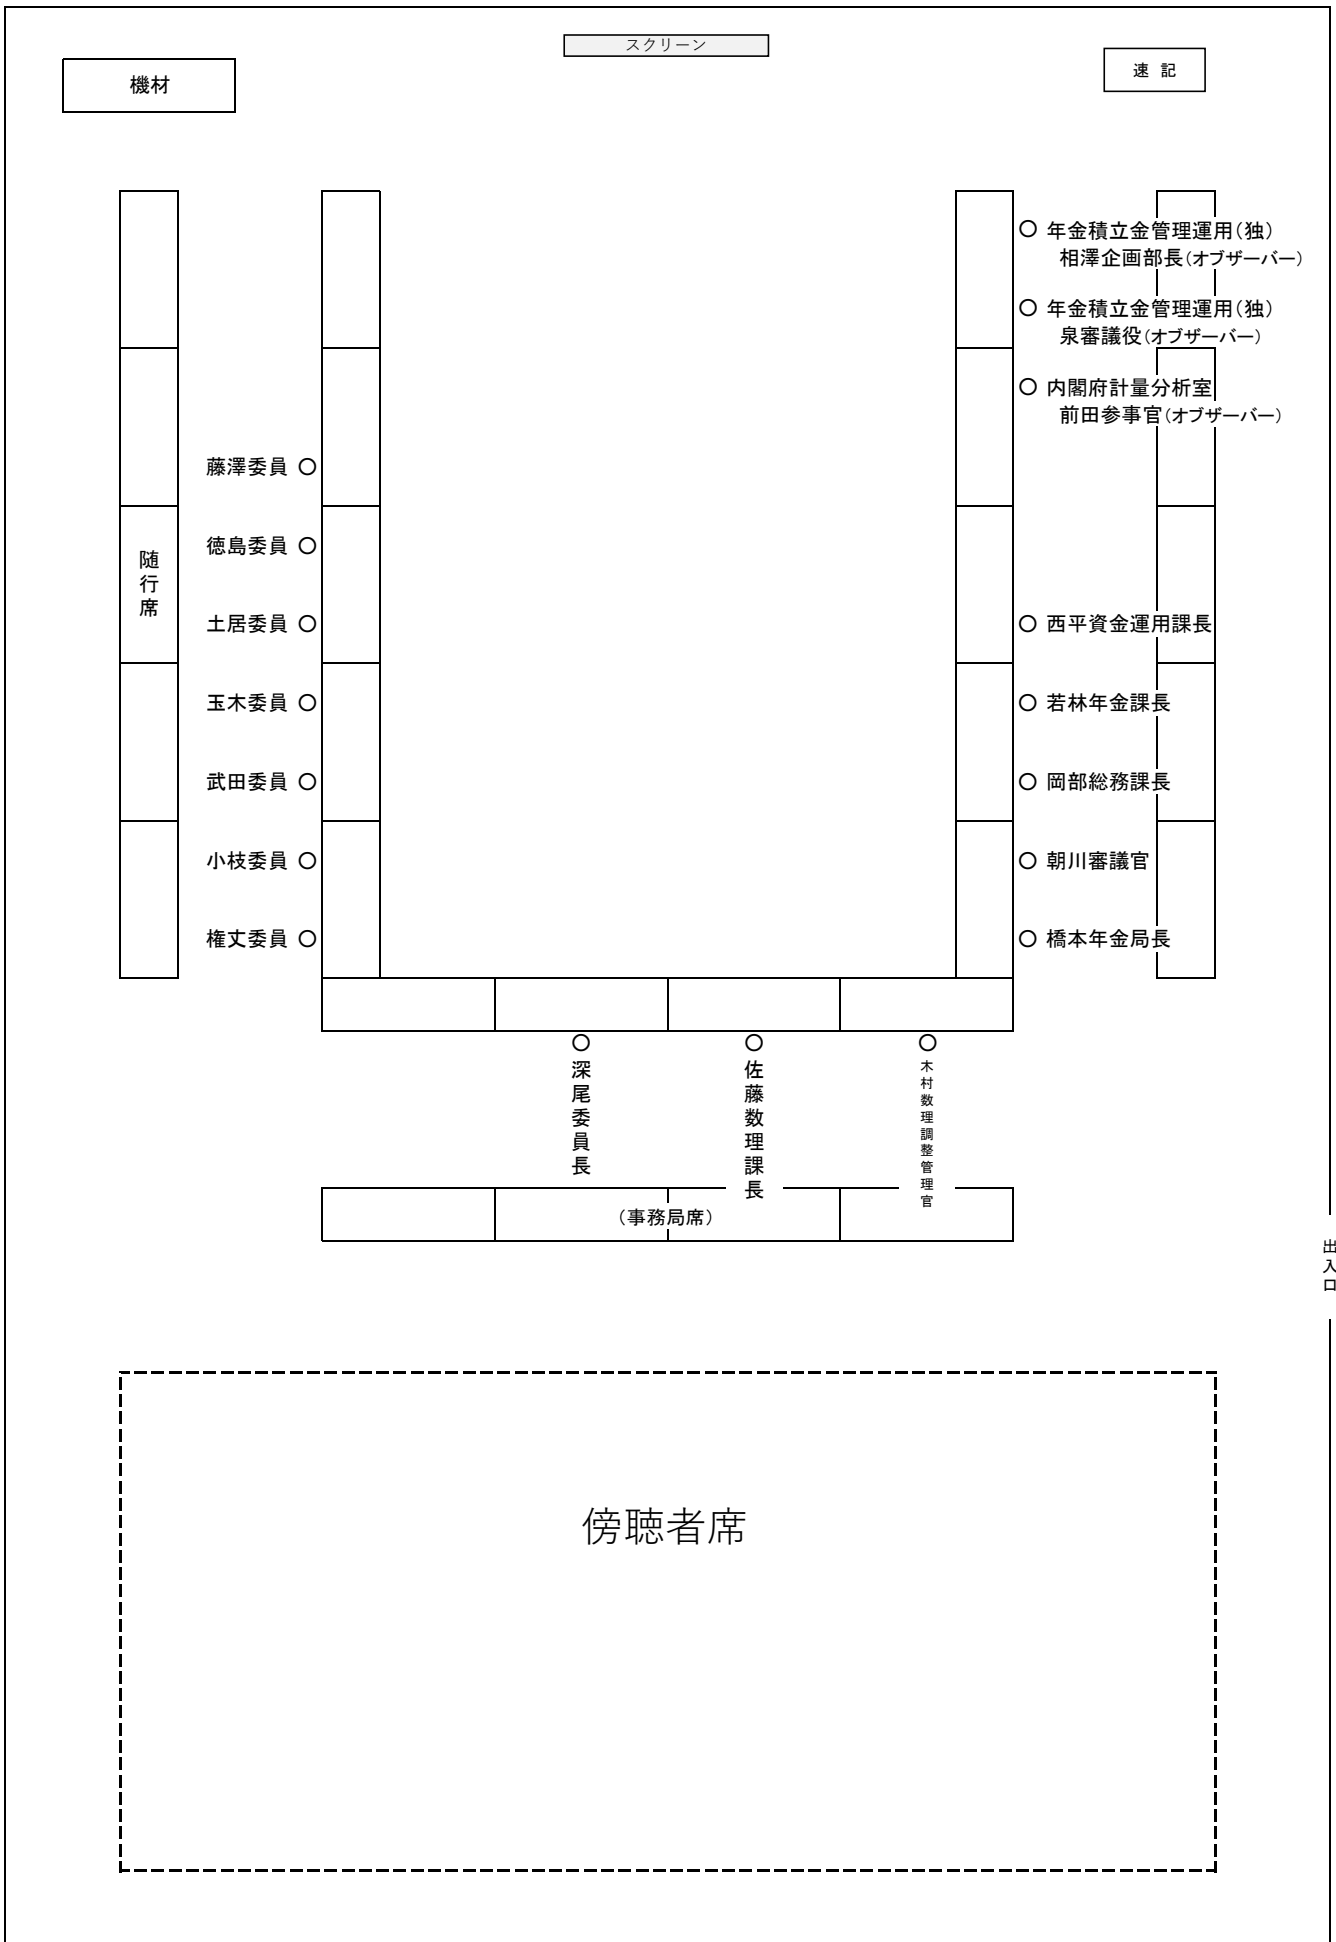 スクリーン
機材
速 記
年金積立金管理運用（独）
相澤企画部長（オブザーバー）
年金積立金管理運用（独）
泉審議役（オブザーバー）
内閣府計量分析室
前田参事官（オブザーバー）
藤澤委員
徳島委員
土居委員
玉木委員
武田委員
小枝委員
権丈委員
随行席
西平資金運用課長
若林年金課長
岡部総務課長
朝川審議官
橋本年金局長
深尾委員長
佐藤数理課長
木村数理調整管理官
（事務局席）
出入口
傍聴者席